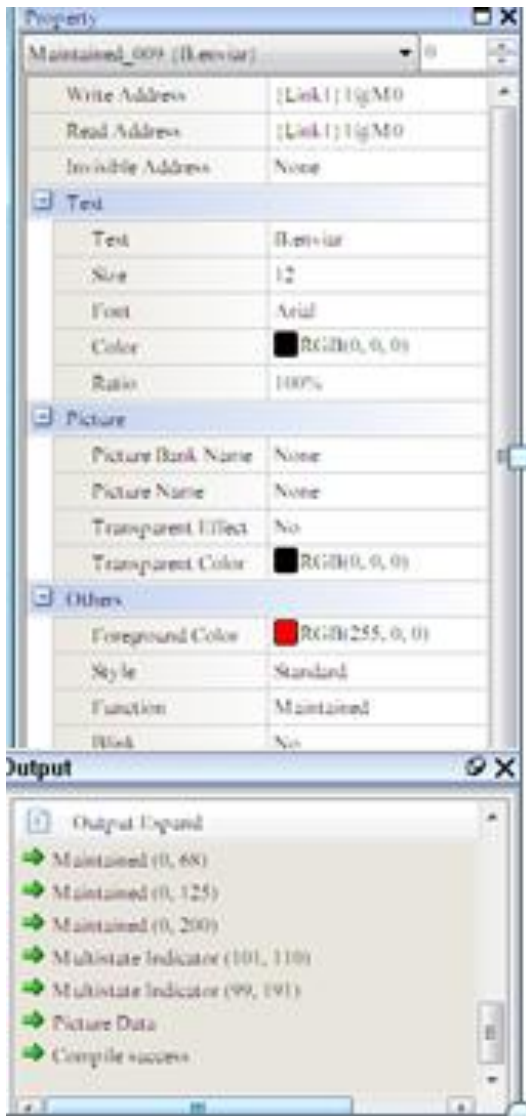 Property
Maintained_009 {B.enviar} 0
Write Address {Link1}1@M0
Read Address {Link1}1@M0
Invisible Address None
Text
Text B.enviar
Size 12
Font Arial
Color RGB(0, 0, 0)
Ratio 100%
Picture
Picture Bank Name None
Picture Name None
Transparent Effect No
Transparent Color RGB(0, 0, 0)
Others
Foreground Color RGB(255, 0, 0)
Style Standard
Function Maintained
Blink No
Output
Output Expand
Maintained (0, 68)
Maintained (0, 125)
Maintained (0, 200)
Multistate Indicator (101, 110)
Multistate Indicator (99, 191)
Picture Data
Compile success